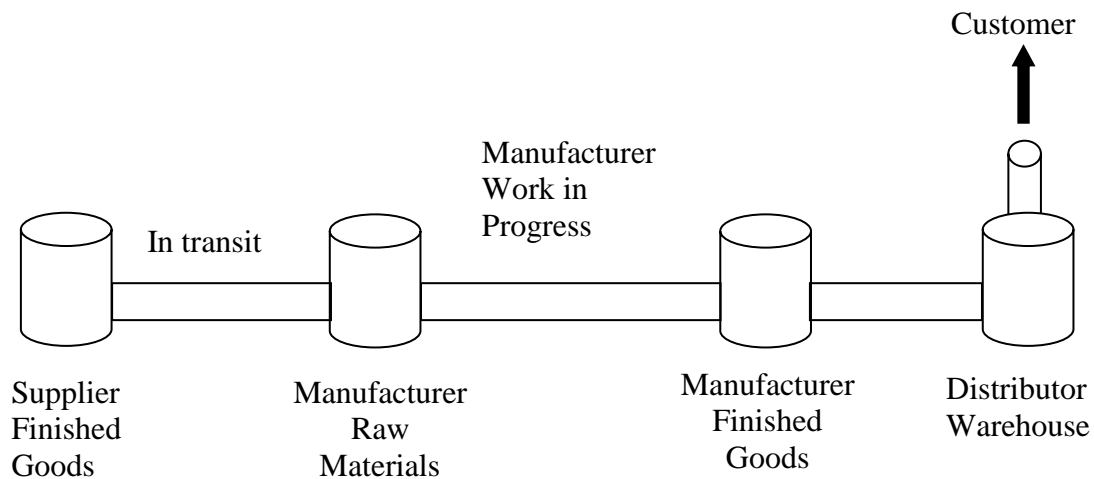 Customer
Manufacturer
Work in
Progress
In transit
Supplier
Finished
Goods
Manufacturer
Raw
Materials
Manufacturer
Finished
Goods
Distributor
Warehouse